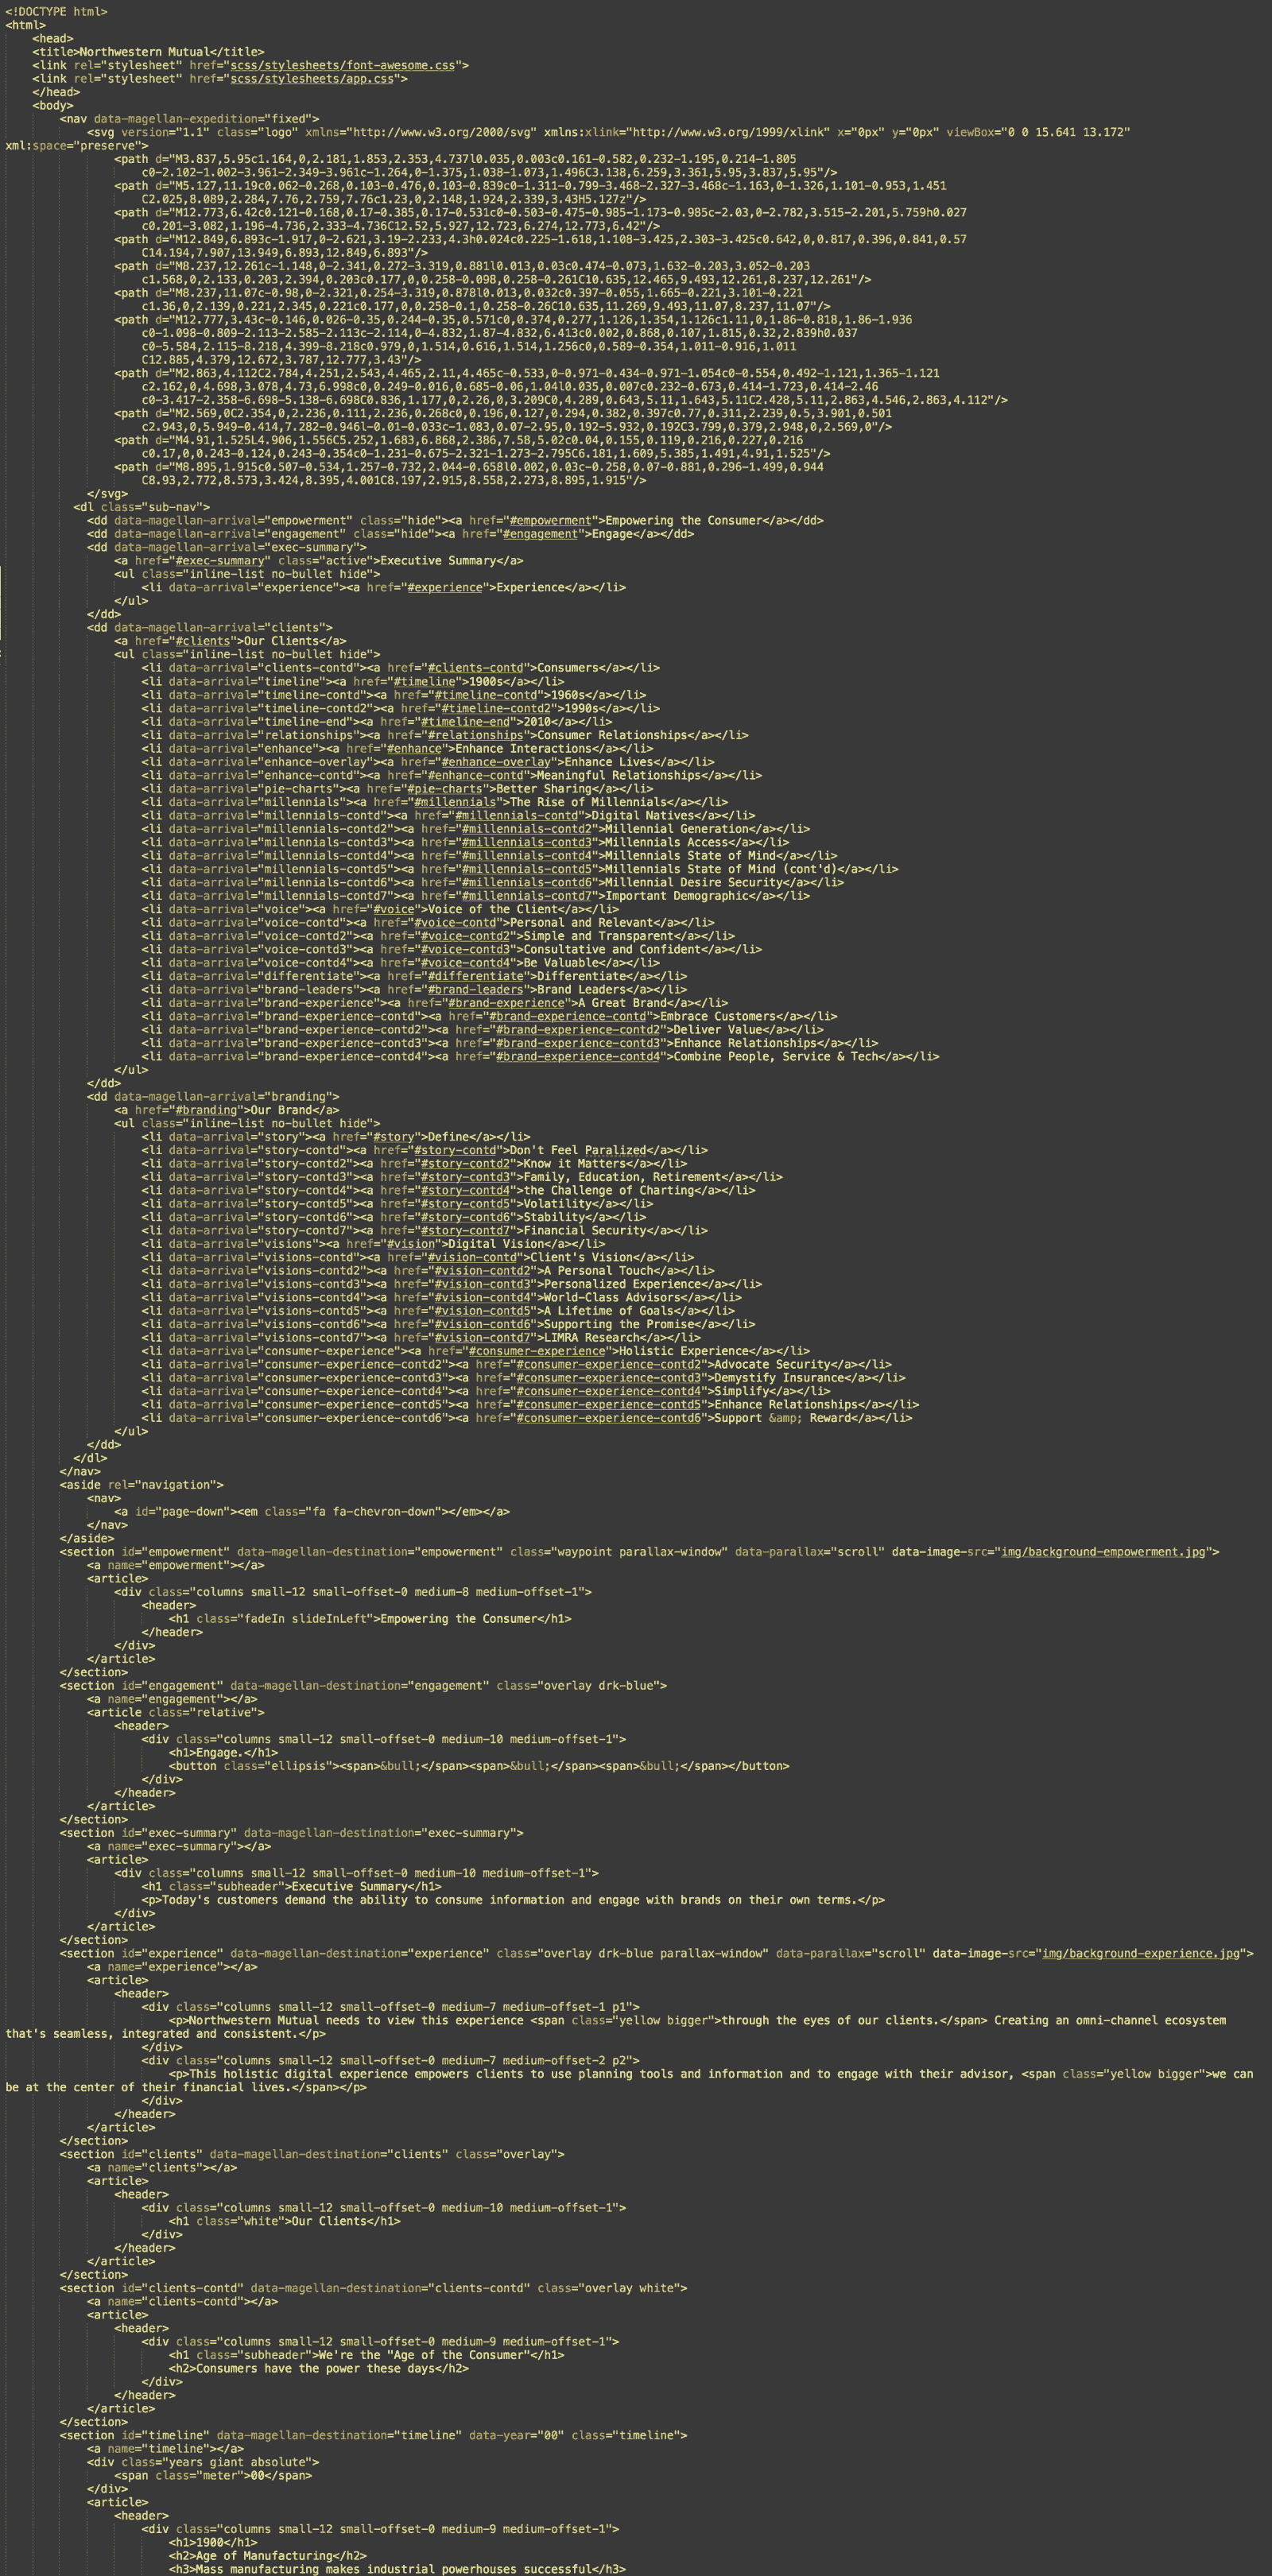 <!DOCTYPE html>
<html>
<head>
<title>Northwestern Mutual</title>
<link rel="stylesheet" href="scss/stylesheets/font-awesome.css">
<link rel="stylesheet" href="scss/stylesheets/app.css">
</head>
<body>
<nav data-magellan-expedition="fixed">
<svg version="1.1" class="logo" xmlns="http://www.w3.org/2000/svg" xmlns:xlink="http://www.w3.org/1999/xlink" x="0px" y="0px" viewBox="0 0 15.641 13.172"
xml:space="preserve">
<path d="M3.837,5.95c1.164,0,2.181,1.853,2.353,4.737l0.035,0.003c0.161-0.582,0.232-1.195,0.214-1.805
c0-2.102-1.002-3.961-2.349-3.961c-1.264,0-1.375,1.038-1.073,1.496C3.138,6.259,3.361,5.95,3.837,5.95"/>
<path d="M5.127,11.19c0.062-0.268,0.103-0.476,0.103-0.839c0-1.311-0.799-3.468-2.327-3.468c-1.163,0-1.326,1.101-0.953,1.451
C2.025,8.089,2.284,7.76,2.759,7.76c1.23,0,2.148,1.924,2.339,3.43H5.127z"/>
<path d="M12.773,6.42c0.121-0.168,0.17-0.385,0.17-0.531c0-0.503-0.475-0.985-1.173-0.985c-2.03,0-2.782,3.515-2.201,5.759h0.027
c0.201-3.082,1.196-4.736,2.333-4.736C12.52,5.927,12.723,6.274,12.773,6.42"/>
<path d="M12.849,6.893c-1.917,0-2.621,3.19-2.233,4.3h0.024c0.225-1.618,1.108-3.425,2.303-3.425c0.642,0,0.817,0.396,0.841,0.57
C14.194,7.907,13.949,6.893,12.849,6.893"/>
<path d="M8.237,12.261c-1.148,0-2.341,0.272-3.319,0.881l0.013,0.03c0.474-0.073,1.632-0.203,3.052-0.203
c1.568,0,2.133,0.203,2.394,0.203c0.177,0,0.258-0.098,0.258-0.261C10.635,12.465,9.493,12.261,8.237,12.261"/>
<path d="M8.237,11.07c-0.98,0-2.321,0.254-3.319,0.878l0.013,0.032c0.397-0.055,1.665-0.221,3.101-0.221
c1.36,0,2.139,0.221,2.345,0.221c0.177,0,0.258-0.1,0.258-0.26C10.635,11.269,9.493,11.07,8.237,11.07"/>
<path d="M12.777,3.43c-0.146,0.026-0.35,0.244-0.35,0.571c0,0.374,0.277,1.126,1.354,1.126c1.11,0,1.86-0.818,1.86-1.936
c0-1.098-0.809-2.113-2.585-2.113c-2.114,0-4.832,1.87-4.832,6.413c0.002,0.868,0.107,1.815,0.32,2.839h0.037
c0-5.584,2.115-8.218,4.399-8.218c0.979,0,1.514,0.616,1.514,1.256c0,0.589-0.354,1.011-0.916,1.011
C12.885,4.379,12.672,3.787,12.777,3.43"/>
<path d="M2.863,4.112C2.784,4.251,2.543,4.465,2.11,4.465c-0.533,0-0.971-0.434-0.971-1.054c0-0.554,0.492-1.121,1.365-1.121
c2.162,0,4.698,3.078,4.73,6.998c0,0.249-0.016,0.685-0.06,1.04l0.035,0.007c0.232-0.673,0.414-1.723,0.414-2.46
c0-3.417-2.358-6.698-5.138-6.698C0.836,1.177,0,2.26,0,3.209C0,4.289,0.643,5.11,1.643,5.11C2.428,5.11,2.863,4.546,2.863,4.112"/>
<path d="M2.569,0C2.354,0,2.236,0.111,2.236,0.268c0,0.196,0.127,0.294,0.382,0.397c0.77,0.311,2.239,0.5,3.901,0.501
c2.943,0,5.949-0.414,7.282-0.946l-0.01-0.033c-1.083,0.07-2.95,0.192-5.932,0.192C3.799,0.379,2.948,0,2.569,0"/>
<path d="M4.91,1.525L4.906,1.556C5.252,1.683,6.868,2.386,7.58,5.02c0.04,0.155,0.119,0.216,0.227,0.216
c0.17,0,0.243-0.124,0.243-0.354c0-1.231-0.675-2.321-1.273-2.795C6.181,1.609,5.385,1.491,4.91,1.525"/>
<path d="M8.895,1.915c0.507-0.534,1.257-0.732,2.044-0.658l0.002,0.03c-0.258,0.07-0.881,0.296-1.499,0.944
C8.93,2.772,8.573,3.424,8.395,4.001C8.197,2.915,8.558,2.273,8.895,1.915"/>
</svg>
<dl class="sub-nav">
<dd data-magellan-arrival="empowerment" class="hide"><a href="#empowerment">Empowering the Consumer</a></dd>
<dd data-magellan-arrival="engagement" class="hide"><a href="#engagement">Engage</a></dd>
<dd data-magellan-arrival="exec-summary">
<a href="#exec-summary" class="active">Executive Summary</a>
<ul class="inline-list no-bullet hide">
<li data-arrival="experience"><a href="#experience">Experience</a></li>
</ul>
</dd>
<dd data-magellan-arrival="clients">
<a href="#clients">Our Clients</a>
<ul class="inline-list no-bullet hide">
<li data-arrival="clients-contd"><a href="#clients-contd">Consumers</a></li>
<li data-arrival="timeline"><a href="#timeline">1900s</a></li>
<li data-arrival="timeline-contd"><a href="#timeline-contd">1960s</a></li>
<li data-arrival="timeline-contd2"><a href="#timeline-contd2">1990s</a></li>
<li data-arrival="timeline-end"><a href="#timeline-end">2010</a></li>
<li data-arrival="relationships"><a href="#relationships">Consumer Relationships</a></li>
<li data-arrival="enhance"><a href="#enhance">Enhance Interactions</a></li>
<li data-arrival="enhance-overlay"><a href="#enhance-overlay">Enhance Lives</a></li>
<li data-arrival="enhance-contd"><a href="#enhance-contd">Meaningful Relationships</a></li>
<li data-arrival="pie-charts"><a href="#pie-charts">Better Sharing</a></li>
<li data-arrival="millennials"><a href="#millennials">The Rise of Millennials</a></li>
<li data-arrival="millennials-contd"><a href="#millennials-contd">Digital Natives</a></li>
<li data-arrival="millennials-contd2"><a href="#millennials-contd2">Millennial Generation</a></li>
<li data-arrival="millennials-contd3"><a href="#millennials-contd3">Millennials Access</a></li>
<li data-arrival="millennials-contd4"><a href="#millennials-contd4">Millennials State of Mind</a></li>
<li data-arrival="millennials-contd5"><a href="#millennials-contd5">Millennials State of Mind (cont'd)</a></li>
<li data-arrival="millennials-contd6"><a href="#millennials-contd6">Millennial Desire Security</a></li>
<li data-arrival="millennials-contd7"><a href="#millennials-contd7">Important Demographic</a></li>
<li data-arrival="voice"><a href="#voice">Voice of the Client</a></li>
<li data-arrival="voice-contd"><a href="#voice-contd">Personal and Relevant</a></li>
<li data-arrival="voice-contd2"><a href="#voice-contd2">Simple and Transparent</a></li>
<li data-arrival="voice-contd3"><a href="#voice-contd3">Consultative and Confident</a></li>
<li data-arrival="voice-contd4"><a href="#voice-contd4">Be Valuable</a></li>
<li data-arrival="differentiate"><a href="#differentiate">Differentiate</a></li>
<li data-arrival="brand-leaders"><a href="#brand-leaders">Brand Leaders</a></li>
<li data-arrival="brand-experience"><a href="#brand-experience">A Great Brand</a></li>
<li data-arrival="brand-experience-contd"><a href="#brand-experience-contd">Embrace Customers</a></li>
<li data-arrival="brand-experience-contd2"><a href="#brand-experience-contd2">Deliver Value</a></li>
<li data-arrival="brand-experience-contd3"><a href="#brand-experience-contd3">Enhance Relationships</a></li>
<li data-arrival="brand-experience-contd4"><a href="#brand-experience-contd4">Combine People, Service & Tech</a></li>
</ul>
</dd>
<dd data-magellan-arrival="branding">
<a href="#branding">Our Brand</a>
<ul class="inline-list no-bullet hide">
<li data-arrival="story"><a href="#story">Define</a></li>
<li data-arrival="story-contd"><a href="#story-contd">Don't Feel Paralized</a></li>
<li data-arrival="story-contd2"><a href="#story-contd2">Know it Matters</a></li>
<li data-arrival="story-contd3"><a href="#story-contd3">Family, Education, Retirement</a></li>
<li data-arrival="story-contd4"><a href="#story-contd4">the Challenge of Charting</a></li>
<li data-arrival="story-contd5"><a href="#story-contd5">Volatility</a></li>
<li data-arrival="story-contd6"><a href="#story-contd6">Stability</a></li>
<li data-arrival="story-contd7"><a href="#story-contd7">Financial Security</a></li>
<li data-arrival="visions"><a href="#vision">Digital Vision</a></li>
<li data-arrival="visions-contd"><a href="#vision-contd">Client's Vision</a></li>
<li data-arrival="visions-contd2"><a href="#vision-contd2">A Personal Touch</a></li>
<li data-arrival="visions-contd3"><a href="#vision-contd3">Personalized Experience</a></li>
<li data-arrival="visions-contd4"><a href="#vision-contd4">World-Class Advisors</a></li>
<li data-arrival="visions-contd5"><a href="#vision-contd5">A Lifetime of Goals</a></li>
<li data-arrival="visions-contd6"><a href="#vision-contd6">Supporting the Promise</a></li>
<li data-arrival="visions-contd7"><a href="#vision-contd7">LIMRA Research</a></li>
<li data-arrival="consumer-experience"><a href="#consumer-experience">Holistic Experience</a></li>
<li data-arrival="consumer-experience-contd2"><a href="#consumer-experience-contd2">Advocate Security</a></li>
<li data-arrival="consumer-experience-contd3"><a href="#consumer-experience-contd3">Demystify Insurance</a></li>
<li data-arrival="consumer-experience-contd4"><a href="#consumer-experience-contd4">Simplify</a></li>
<li data-arrival="consumer-experience-contd5"><a href="#consumer-experience-contd5">Enhance Relationships</a></li>
<li data-arrival="consumer-experience-contd6"><a href="#consumer-experience-contd6">Support &amp; Reward</a></li>
</ul>
</dd>
</dl>
</nav>
<aside rel="navigation">
<nav>
<a id="page-down"><em class="fa fa-chevron-down"></em></a>
</nav>
</aside>
<section id="empowerment" data-magellan-destination="empowerment" class="waypoint parallax-window" data-parallax="scroll" data-image-src="img/background-empowerment.jpg">
<a name="empowerment"></a>
<article>
<div class="columns small-12 small-offset-0 medium-8 medium-offset-1">
<header>
<h1 class="fadeIn slideInLeft">Empowering the Consumer</h1>
</header>
</div>
</article>
</section>
<section id="engagement" data-magellan-destination="engagement" class="overlay drk-blue">
<a name="engagement"></a>
<article class="relative">
<header>
<div class="columns small-12 small-offset-0 medium-10 medium-offset-1">
<h1>Engage.</h1>
<button class="ellipsis"><span>&bull;</span><span>&bull;</span><span>&bull;</span></button>
</div>
</header>
</article>
</section>
<section id="exec-summary" data-magellan-destination="exec-summary">
<a name="exec-summary"></a>
<article>
<div class="columns small-12 small-offset-0 medium-10 medium-offset-1">
<h1 class="subheader">Executive Summary</h1>
<p>Today's customers demand the ability to consume information and engage with brands on their own terms.</p>
</div>
</article>
</section>
<section id="experience" data-magellan-destination="experience" class="overlay drk-blue parallax-window" data-parallax="scroll" data-image-src="img/background-experience.jpg">
<a name="experience"></a>
<article>
<header>
<div class="columns small-12 small-offset-0 medium-7 medium-offset-1 p1">
<p>Northwestern Mutual needs to view this experience <span class="yellow bigger">through the eyes of our clients.</span> Creating an omni-channel ecosystem
that's seamless, integrated and consistent.</p>
</div>
<div class="columns small-12 small-offset-0 medium-7 medium-offset-2 p2">
<p>This holistic digital experience empowers clients to use planning tools and information and to engage with their advisor, <span class="yellow bigger">we can
be at the center of their financial lives.</span></p>
</div>
</header>
</article>
</section>
<section id="clients" data-magellan-destination="clients" class="overlay">
<a name="clients"></a>
<article>
<header>
<div class="columns small-12 small-offset-0 medium-10 medium-offset-1">
<h1 class="white">Our Clients</h1>
</div>
</header>
</article>
</section>
<section id="clients-contd" data-magellan-destination="clients-contd" class="overlay white">
<a name="clients-contd"></a>
<article>
<header>
<div class="columns small-12 small-offset-0 medium-9 medium-offset-1">
<h1 class="subheader">We're the "Age of the Consumer"</h1>
<h2>Consumers have the power these days</h2>
</div>
</header>
</article>
</section>
<section id="timeline" data-magellan-destination="timeline" data-year="00" class="timeline">
<a name="timeline"></a>
<div class="years giant absolute">
<span class="meter">00</span>
</div>
<article>
<header>
<div class="columns small-12 small-offset-0 medium-9 medium-offset-1">
<h1>1900</h1>
<h2>Age of Manufacturing</h2>
<h3>Mass manufacturing makes industrial powerhouses successful</h3>